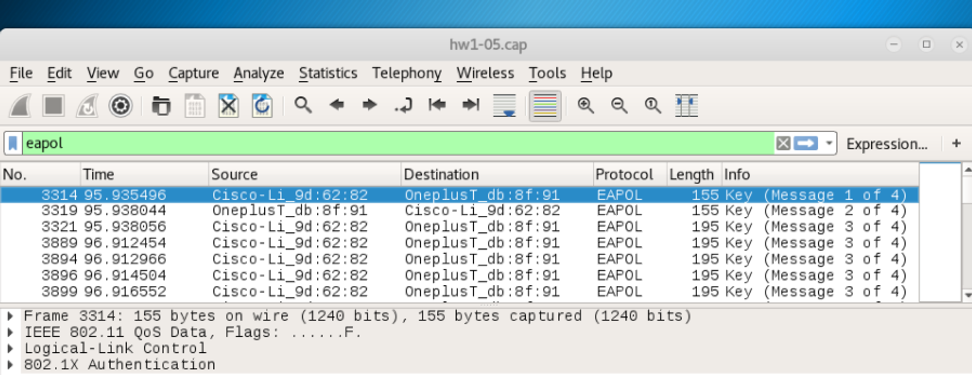 hw1-05.cap
File Edit View Go Capture Analyze Statistics Telephony Wireless Tools Help
eapol Expression... +
No. Time Source Destination Protocol Length Info
3314 95.935496 Cisco-Li_9d:62:82 OneplusT_db:8f:91 EAPOL 155 Key (Message 1 of 4)
3319 95.938044 OneplusT_db:8f:91 Cisco-Li_9d:62:82 EAPOL 155 Key (Message 2 of 4)
3321 95.938056 Cisco-Li_9d:62:82 OneplusT_db:8f:91 EAPOL 195 Key (Message 3 of 4)
3889 96.912454 Cisco-Li_9d:62:82 OneplusT_db:8f:91 EAPOL 195 Key (Message 3 of 4)
3894 96.912966 Cisco-Li_9d:62:82 OneplusT_db:8f:91 EAPOL 195 Key (Message 3 of 4)
3896 96.914504 Cisco-Li_9d:62:82 OneplusT_db:8f:91 EAPOL 195 Key (Message 3 of 4)
3899 96.916552 Cisco-Li_9d:62:82 OneplusT_db:8f:91 EAPOL 195 Key (Message 3 of 4)
Frame 3314: 155 bytes on wire (1240 bits), 155 bytes captured (1240 bits)
IEEE 802.11 QoS Data, Flags: ......F.
Logical-Link Control
802.1X Authentication